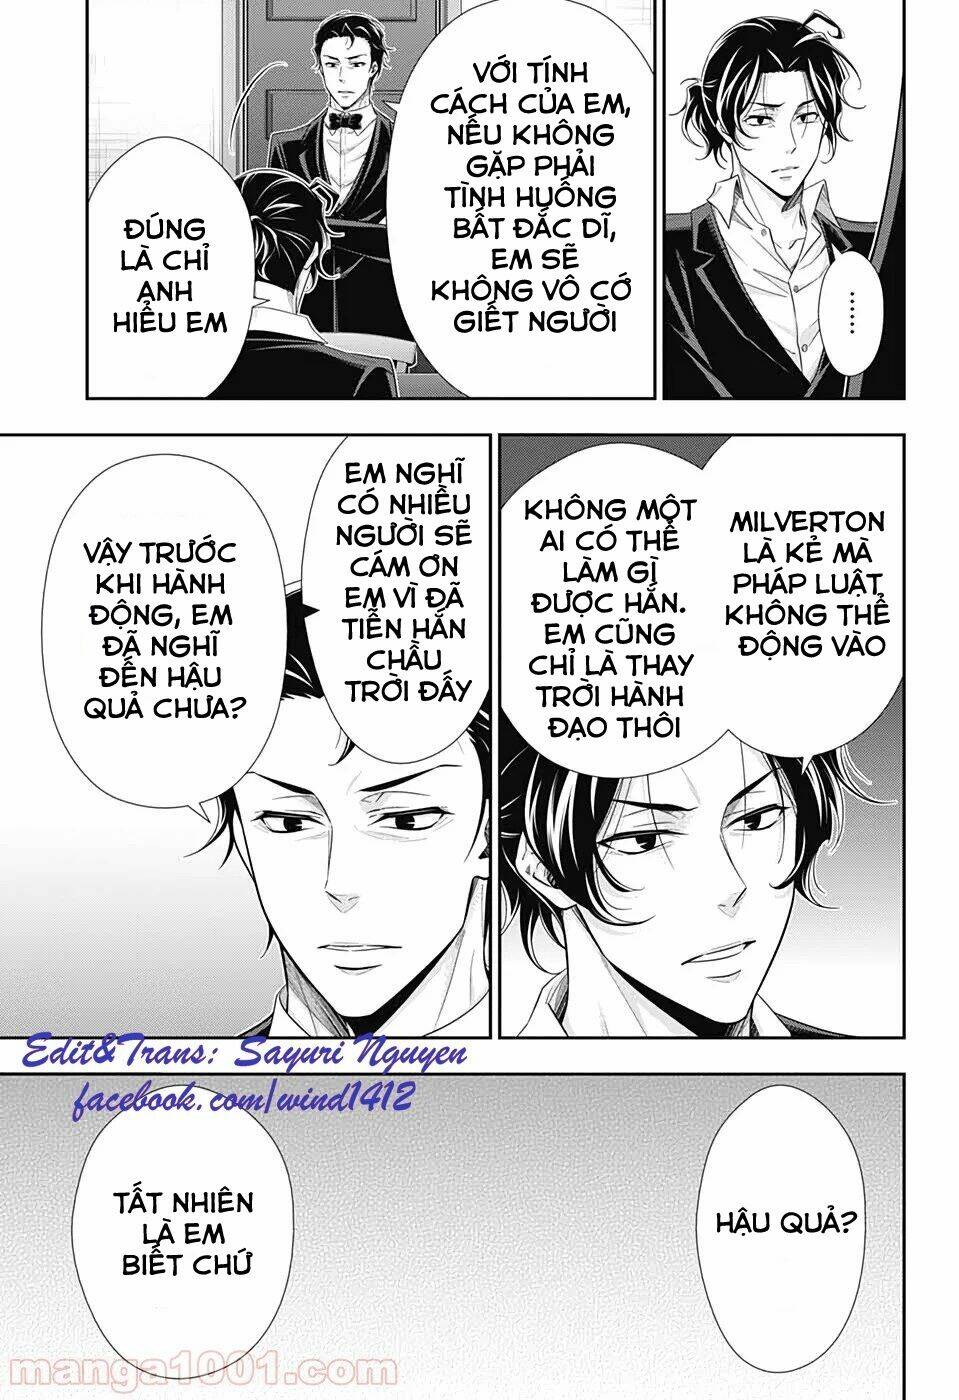 ………
VỚI TÍNH
CÁCH CỦA EM,
NẾU KHÔNG
GẶP PHẢI
TÌNH HUỐNG
BẤT ĐẮC DĨ,
EM SẼ
KHÔNG VÔ CỚ
GIẾT NGƯỜI
ĐÚNG
LÀ CHỈ
ANH
HIỂU EM
MILVERTON
LÀ KẺ MÀ
PHÁP LUẬT
KHÔNG THỂ
ĐỘNG VÀO
KHÔNG MỘT
AI CÓ THỂ
LÀM GÌ
ĐƯỢC HẮN.
EM CŨNG
CHỈ LÀ THAY
TRỜI HÀNH
ĐẠO THÔI
EM NGHĨ
CÓ NHIỀU
NGƯỜI SẼ
CÁM ƠN
EM VÌ ĐÃ
TIỄN HẮN
CHẦU
TRỜI ĐẤY
VẬY TRƯỚC
KHI HÀNH
ĐỘNG, EM
ĐÃ NGHĨ
ĐẾN HẬU
QUẢ CHƯA?
Edit&Trans: Sayuri Nguyen
facebook.com/wind1412
HẬU QUẢ?
TẤT NHIÊN
LÀ EM
BIẾT CHỨ
manga1001.com